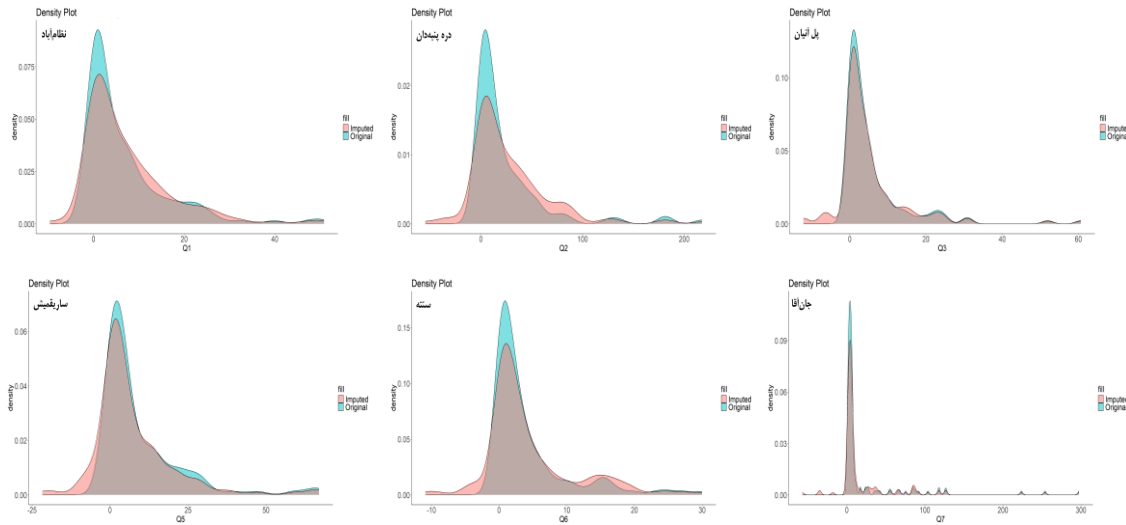 Density Plot
نظام‌آباد
0.075
0.050
0.025
0.000
density
0
20
40
Q1
fill
Imputed
Original
Density Plot
دره پنبه‌دان
0.02
0.01
0.00
density
0
100
200
Q2
fill
Imputed
Original
Density Plot
پل آنیان
0.10
0.05
0.00
density
0
20
40
60
Q3
fill
Imputed
Original
Density Plot
ساریقمیش
0.06
0.04
0.02
0.00
density
-25
0
25
50
Q5
fill
Imputed
Original
Density Plot
سنته
0.15
0.10
0.05
0.00
density
-10
0
10
20
30
Q6
fill
Imputed
Original
Density Plot
جان‌آقا
0.09
0.06
0.03
0.00
density
0
100
200
300
Q7
fill
Imputed
Original